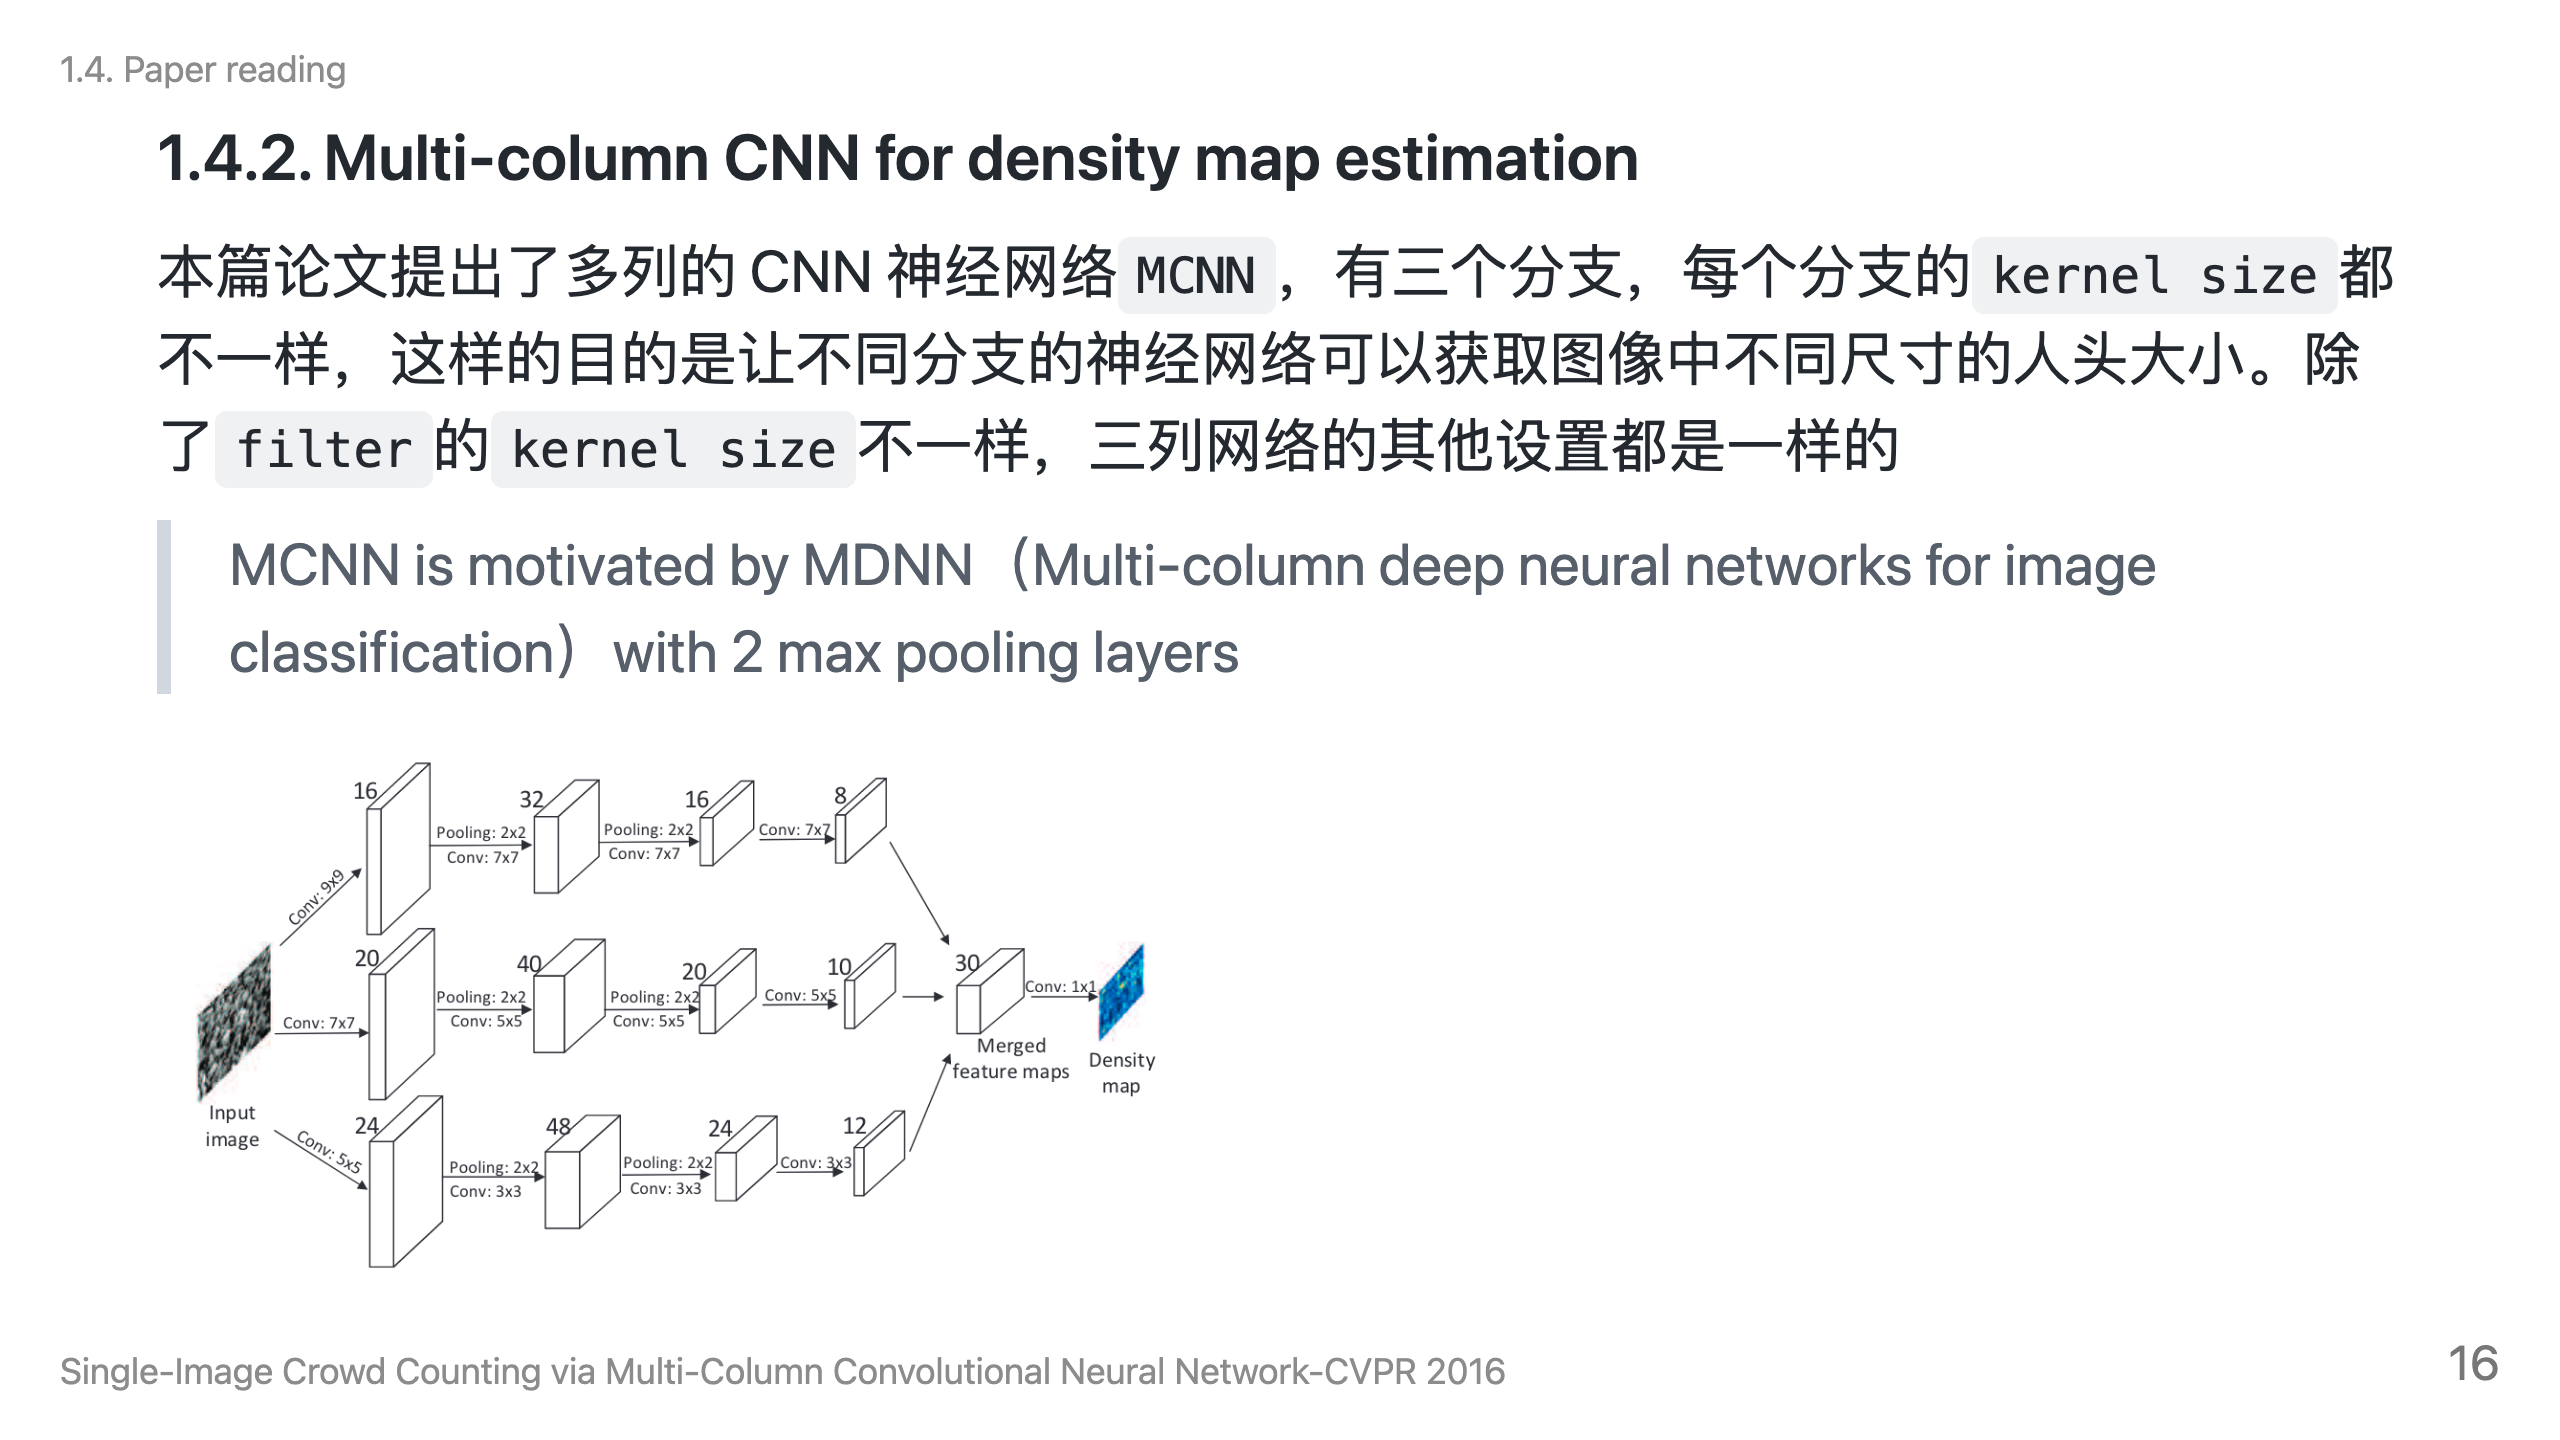 1.4. Paper reading
1.4.2. Multi-column CNN for density map estimation
本篇论文提出了多列的 CNN 神经网络 MCNN ，有三个分支，每个分支的 kernel size 都
不一样，这样的目的是让不同分支的神经网络可以获取图像中不同尺寸的人头大小。除
了 filter 的 kernel size 不一样，三列网络的其他设置都是一样的
MCNN is motivated by MDNN（Multi-column deep neural networks for image
classification）with 2 max pooling layers
16
32
16
8
Pooling: 2x2
Conv: 7x7
Pooling: 2x2
Conv: 7x7
Conv: 7x7
Conv: 9x9
20
40
20
10
30
Conv: 7x7
Pooling: 2x2
Conv: 5x5
Pooling: 2x2
Conv: 5x5
Conv: 5x5
Conv: 1x1
Merged
feature maps
Density
map
Input
image
Conv: 5x5
24
48
24
12
Pooling: 2x2
Conv: 3x3
Pooling: 2x2
Conv: 3x3
Conv: 3x3
Single-Image Crowd Counting via Multi-Column Convolutional Neural Network-CVPR 2016
16